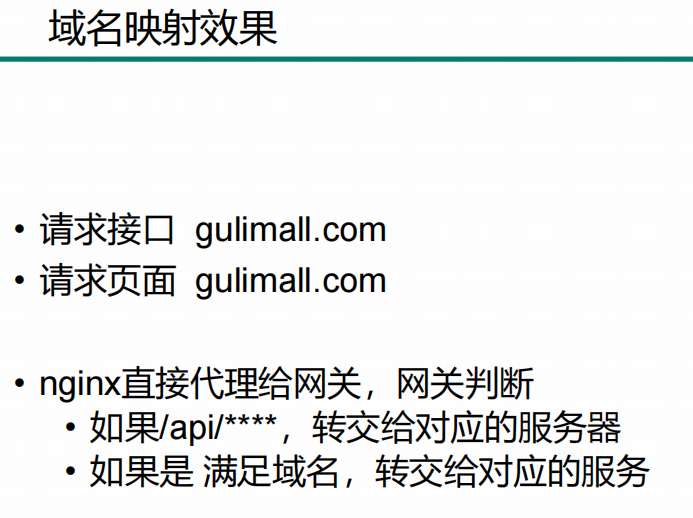 域名映射效果
• 请求接口 gulimall.com
• 请求页面 gulimall.com
• nginx直接代理给网关，网关判断
• 如果/api/****，转交给对应的服务器
• 如果是 满足域名，转交给对应的服务